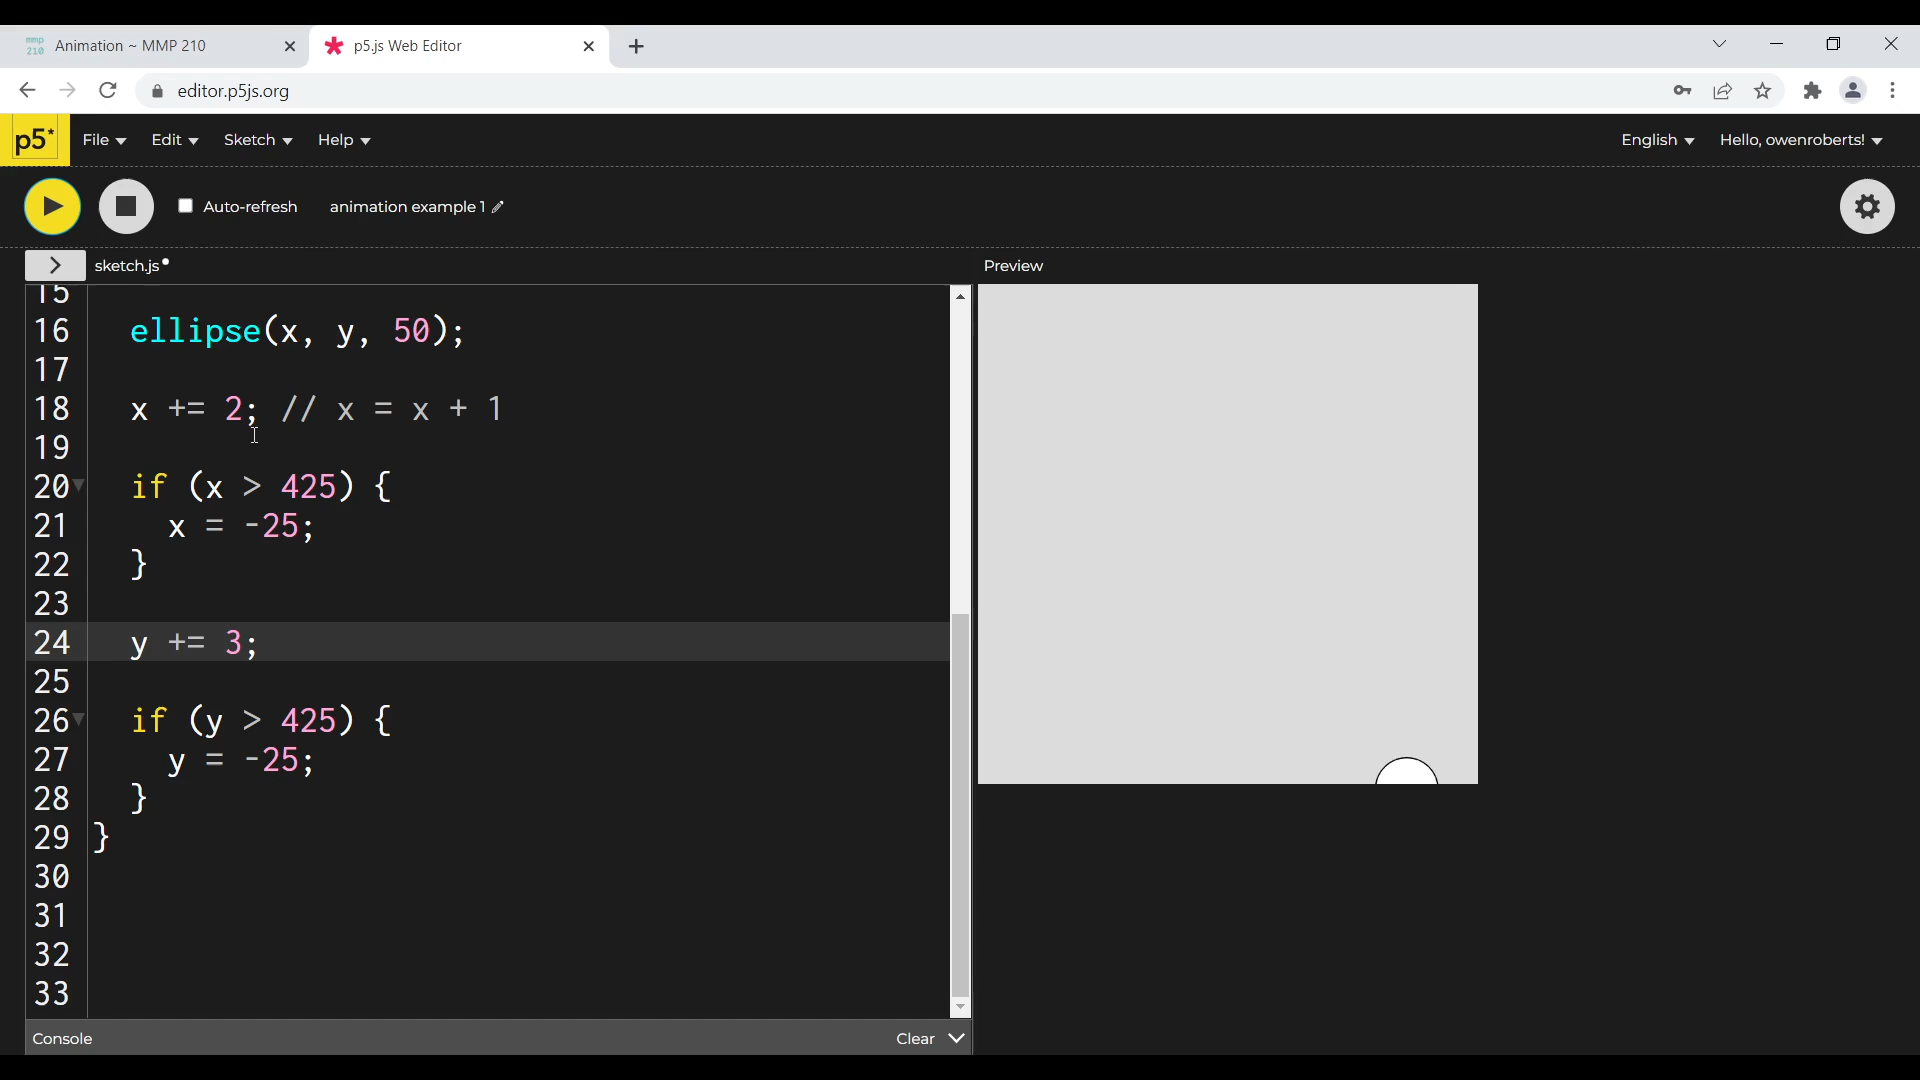 mmp 210 Animation ~ MMP 210 p5.js Web Editor
editor.p5js.org
p5* File Edit Sketch Help English Hello, owenroberts!
Auto-refresh animation example 1
sketch.js Preview
15
16 ellipse(x, y, 50);
17
18 x += 2; // x = x + 1
19
20 if (x > 425) {
21 x = -25;
22 }
23
24 y += 3;
25
26 if (y > 425) {
27 y = -25;
28 }
29 }
30
31
32
33
Console Clear